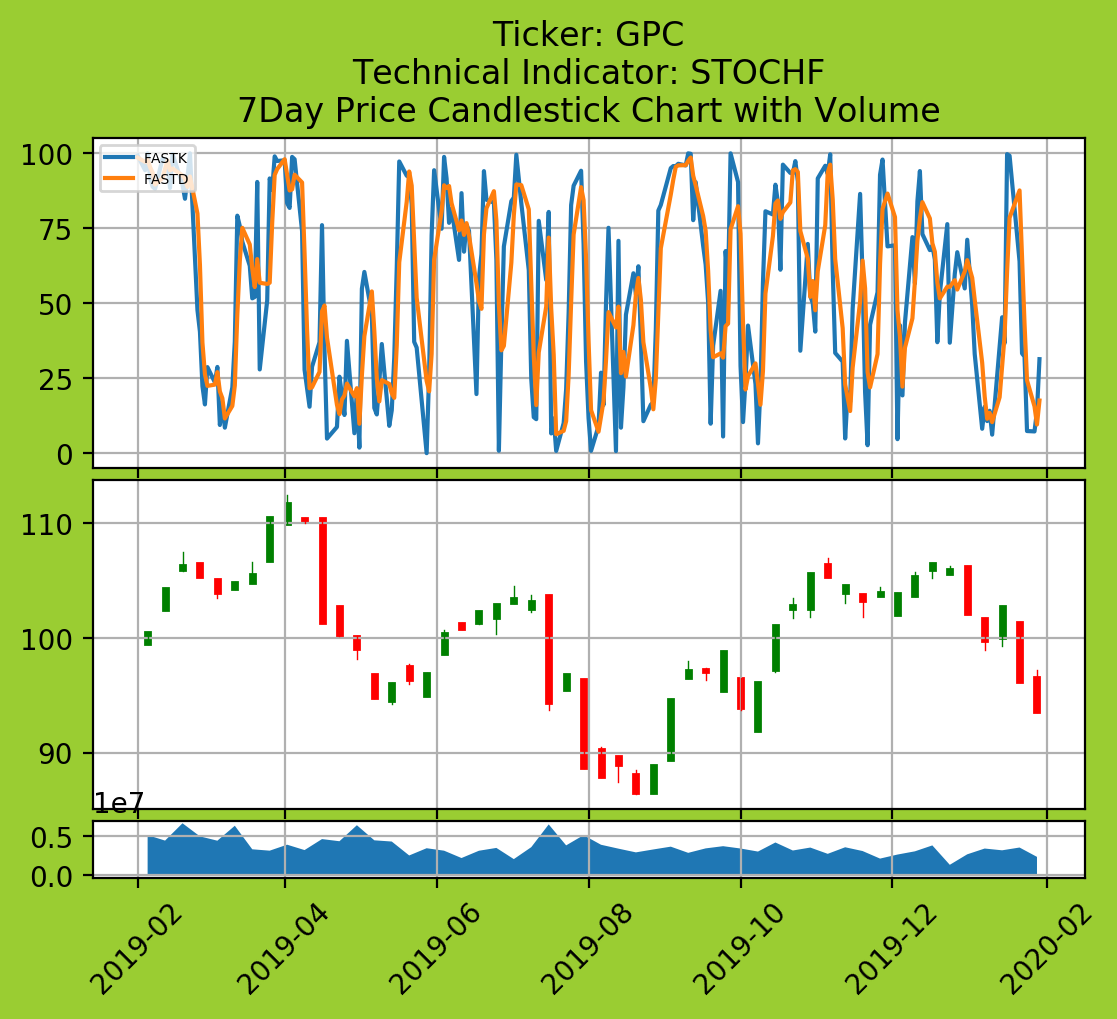 Ticker: GPC
Technical Indicator: STOCHF
7Day Price Candlestick Chart with Volume
100
75
50
25
0
FASTK
FASTD
110
100
90
1e7
0.5
0.0
2019-02
2019-04
2019-06
2019-08
2019-10
2019-12
2020-02